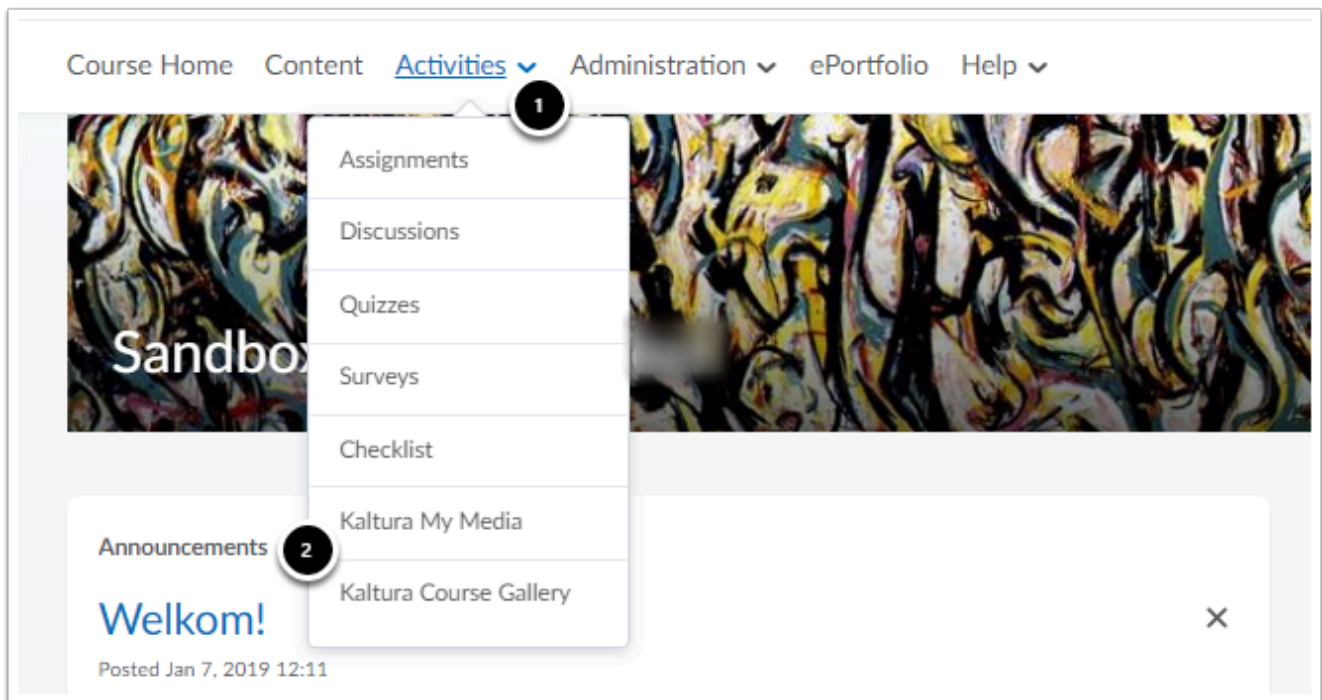 Course Home Content Activities Administration ePortfolio Help
1
Assignments
Discussions
Quizzes
Surveys
Checklist
Kaltura My Media
2
Kaltura Course Gallery
Announcements
Welkom!
Posted Jan 7, 2019 12:11